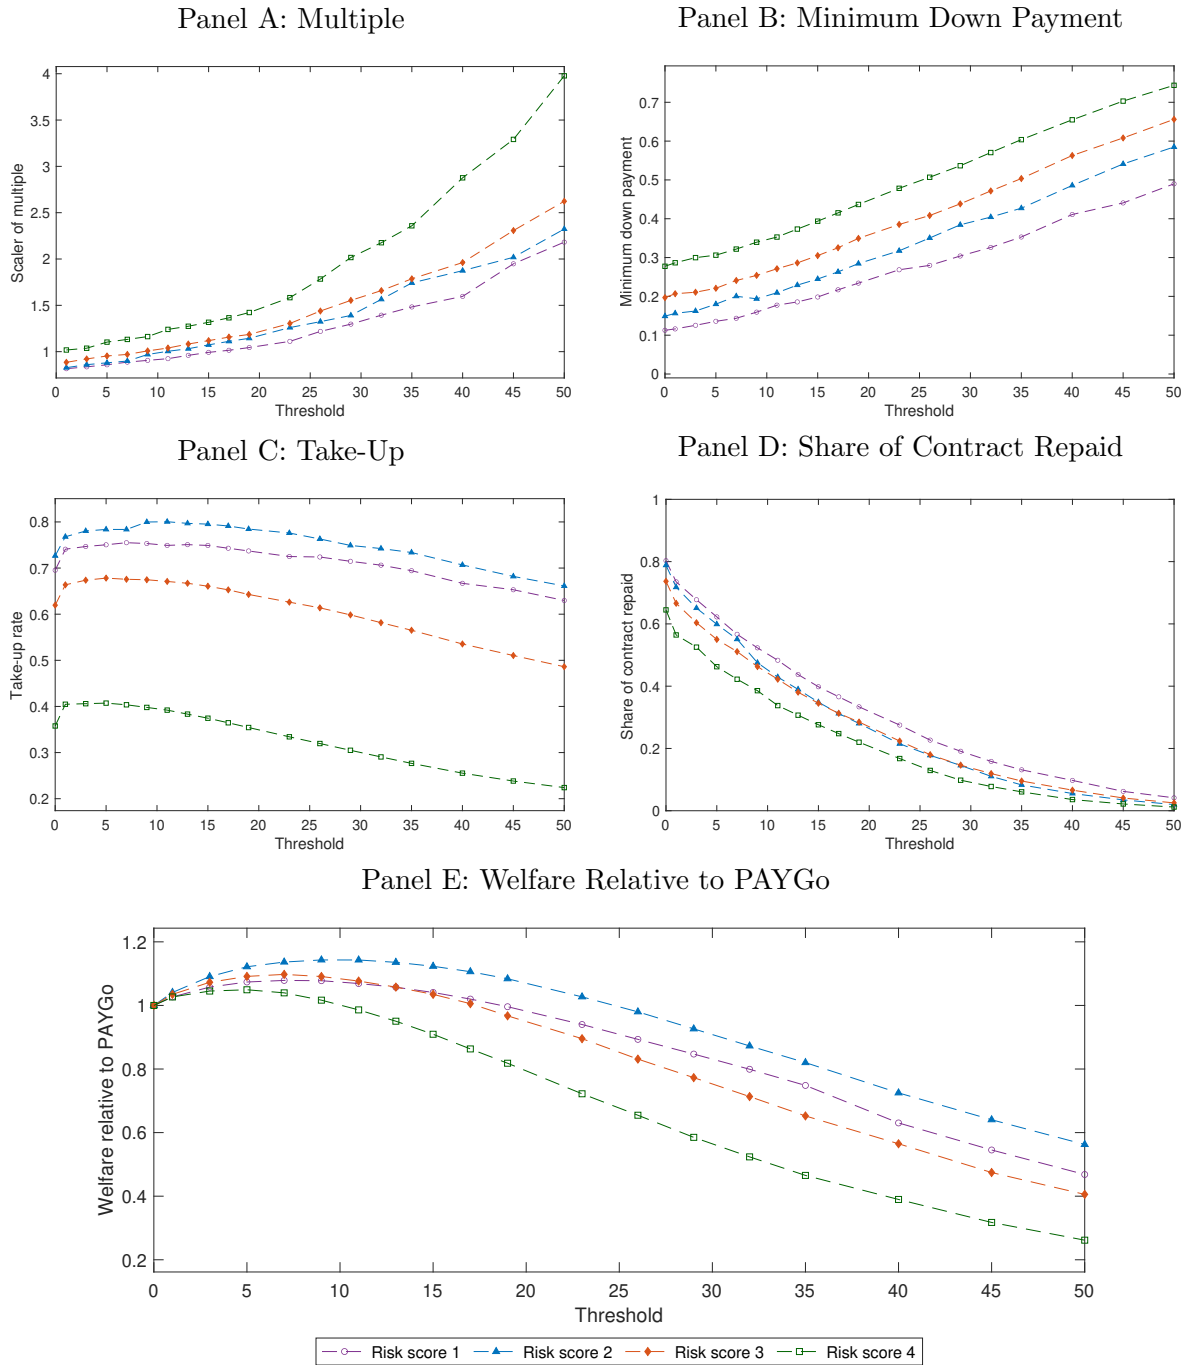 Panel A: Multiple
Panel B: Minimum Down Payment
4
3.5
3
2.5
2
1.5
1
Scaler of multiple
0 5 10 15 20 25 30 35 40 45 50
Threshold
0.7
0.6
0.5
0.4
0.3
0.2
0.1
0
Minimum down payment
0 5 10 15 20 25 30 35 40 45 50
Threshold
Panel C: Take-Up
Panel D: Share of Contract Repaid
0.8
0.7
0.6
0.5
0.4
0.3
0.2
Take-up rate
0 5 10 15 20 25 30 35 40 45 50
Threshold
1
0.8
0.6
0.4
0.2
0
Share of contract repaid
0 5 10 15 20 25 30 35 40 45 50
Threshold
Panel E: Welfare Relative to PAYGo
1.2
1
0.8
0.6
0.4
0.2
Welfare relative to PAYGo
0 5 10 15 20 25 30 35 40 45 50
Threshold
Risk score 1 Risk score 2 Risk score 3 Risk score 4